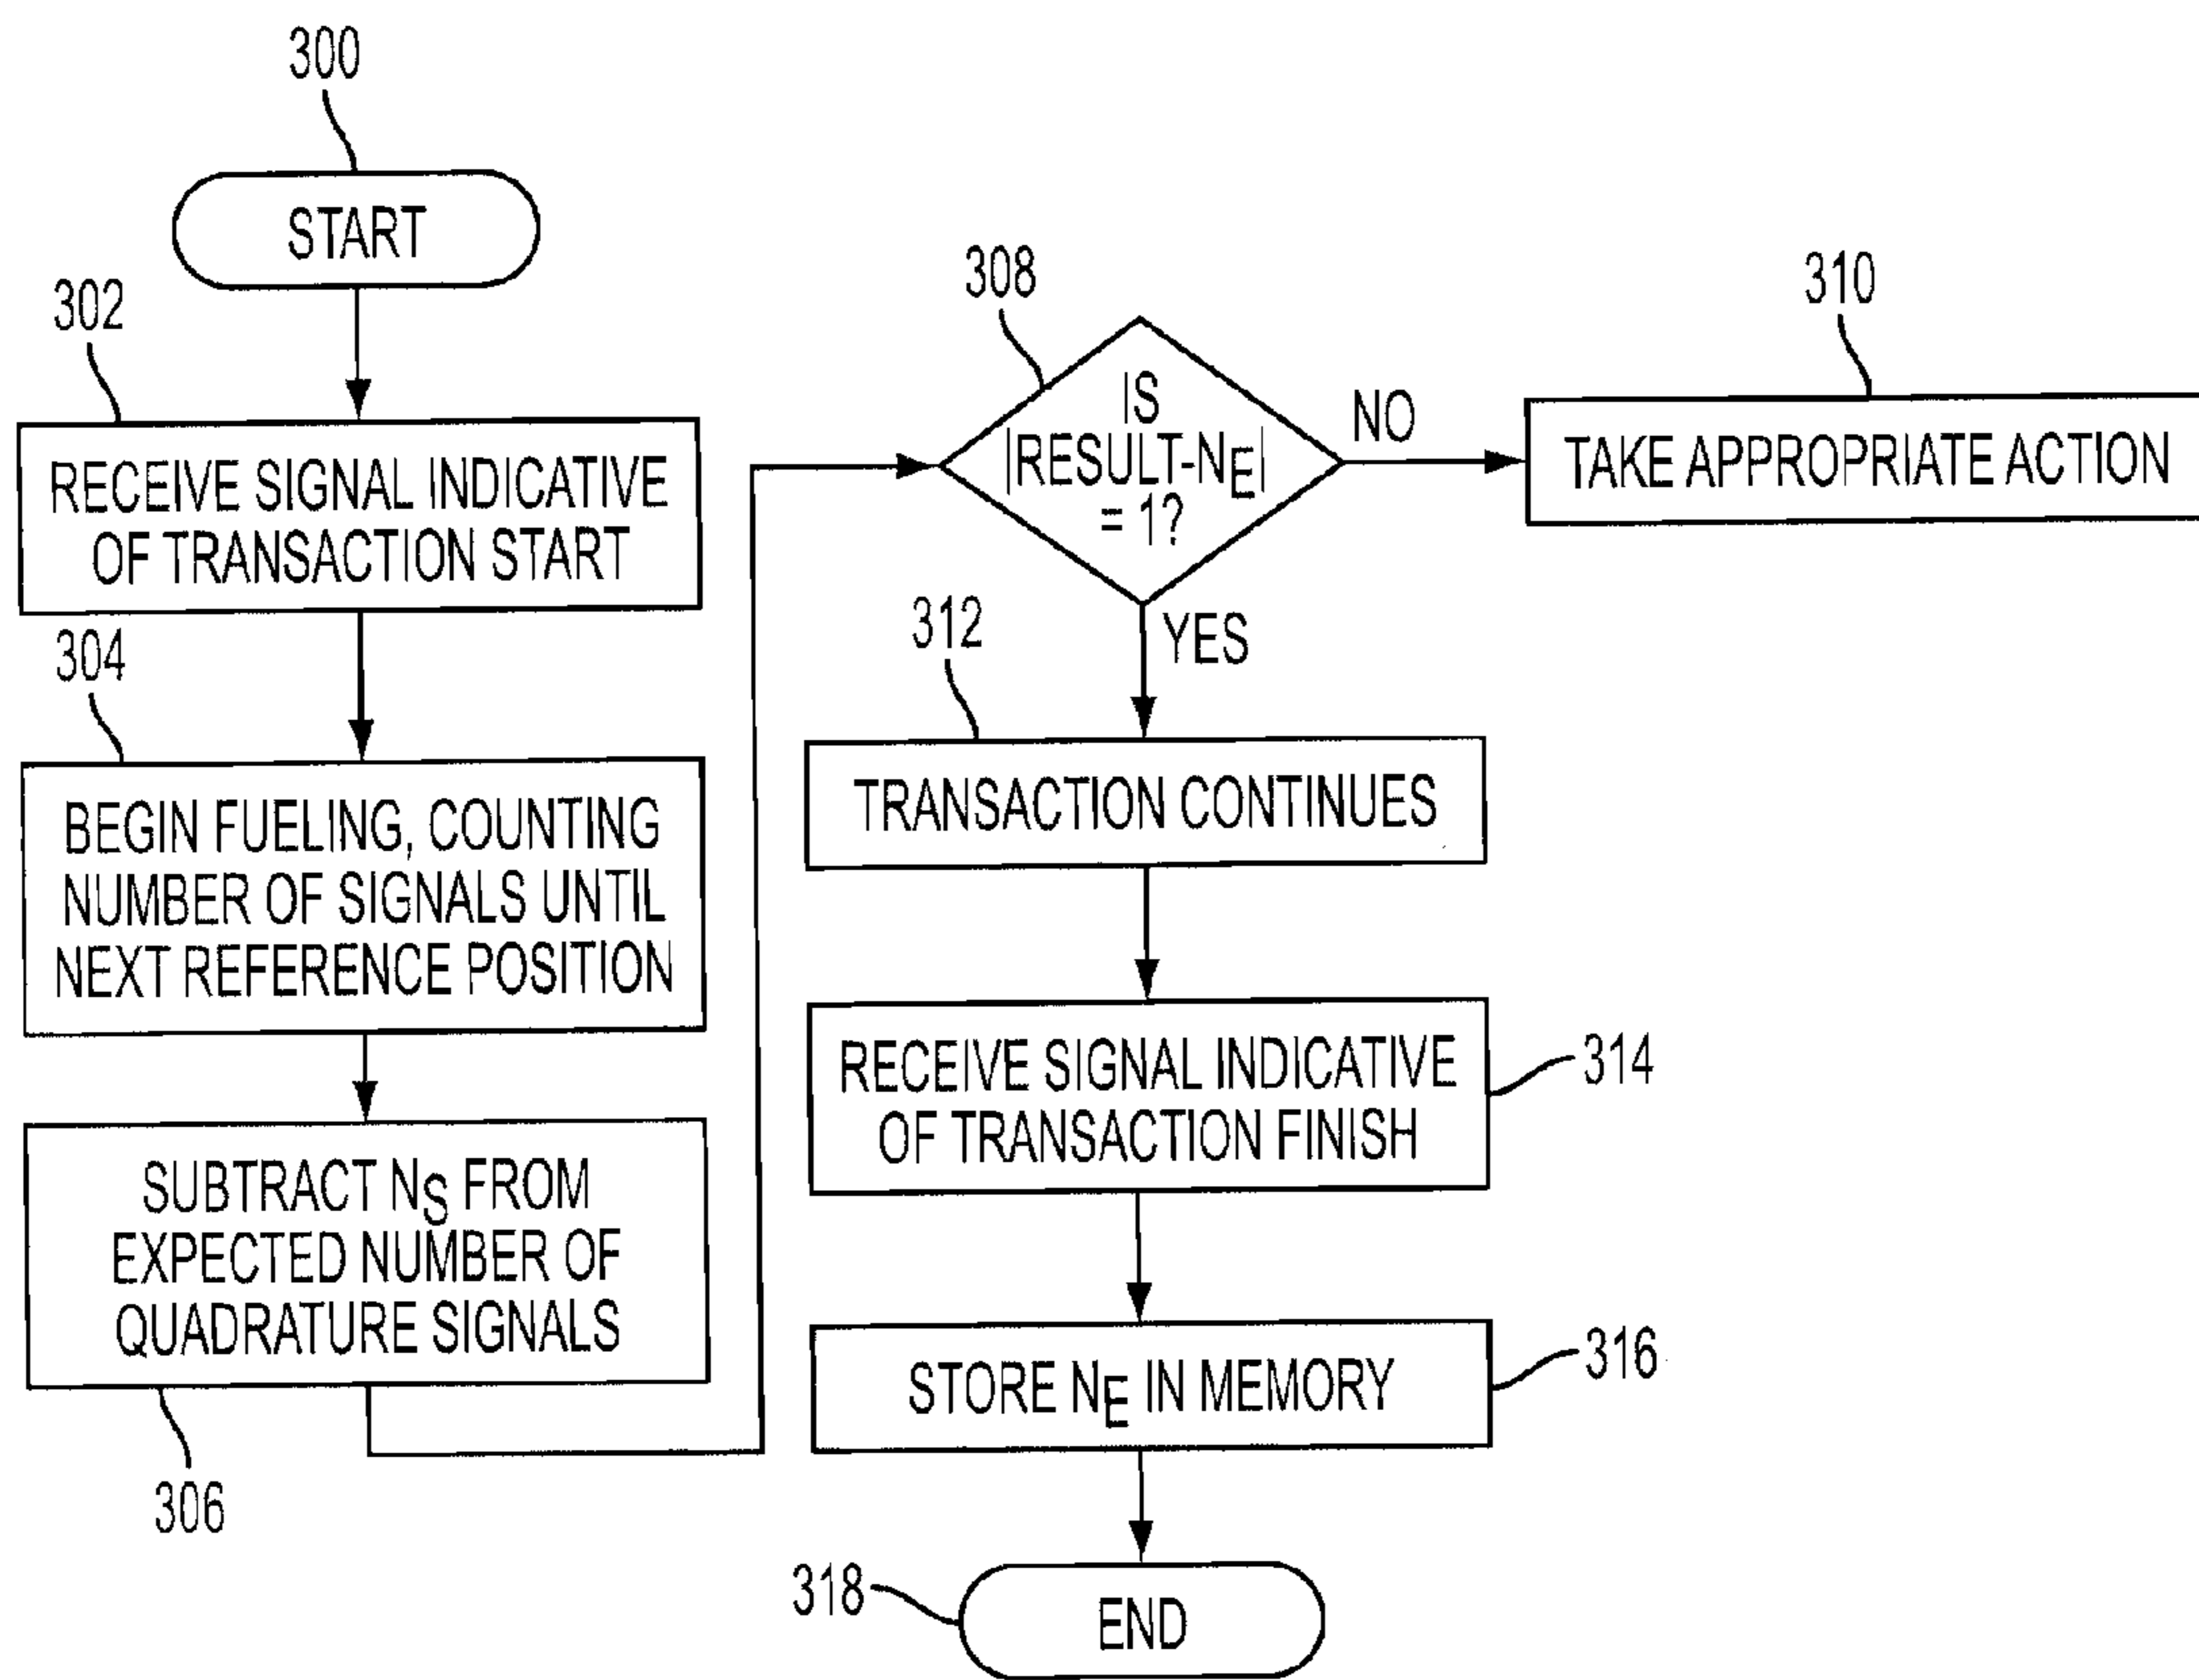 300
START
302
RECEIVE SIGNAL INDICATIVE
OF TRANSACTION START
304
BEGIN FUELING, COUNTING
NUMBER OF SIGNALS UNTIL
NEXT REFERENCE POSITION
SUBTRACT NS FROM
EXPECTED NUMBER OF
QUADRATURE SIGNALS
306
308
IS
|RESULT-NE|
= 1?
NO
310
TAKE APPROPRIATE ACTION
YES
312
TRANSACTION CONTINUES
RECEIVE SIGNAL INDICATIVE
OF TRANSACTION FINISH
314
STORE NE IN MEMORY
316
318
END